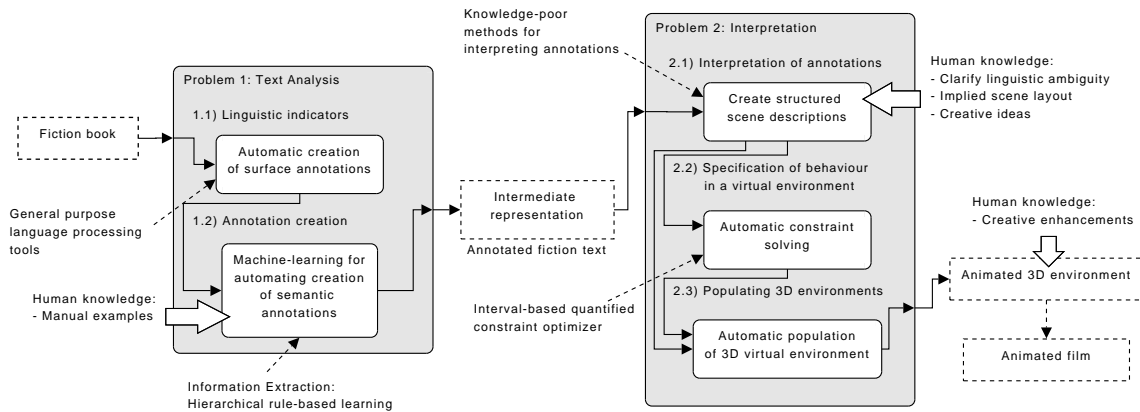 Problem 1: Text Analysis
1.1) Linguistic indicators
Fiction book
Automatic creation
of surface annotations
General purpose
language processing
tools
1.2) Annotation creation
Machine-learning for
automating creation
of semantic
annotations
Human knowledge:
- Manual examples
Information Extraction:
Hierarchical rule-based learning
Intermediate
representation
Annotated fiction text
Knowledge-poor
methods for
interpreting annotations
Problem 2: Interpretation
2.1) Interpretation of annotations
Create structured
scene descriptions
Human knowledge:
- Clarify linguistic ambiguity
- Implied scene layout
- Creative ideas
2.2) Specification of behaviour
in a virtual environment
Automatic constraint
solving
Interval-based quantified
constraint optimizer
2.3) Populating 3D environments
Automatic population
of 3D virtual environment
Human knowledge:
- Creative enhancements
Animated 3D environment
Animated film